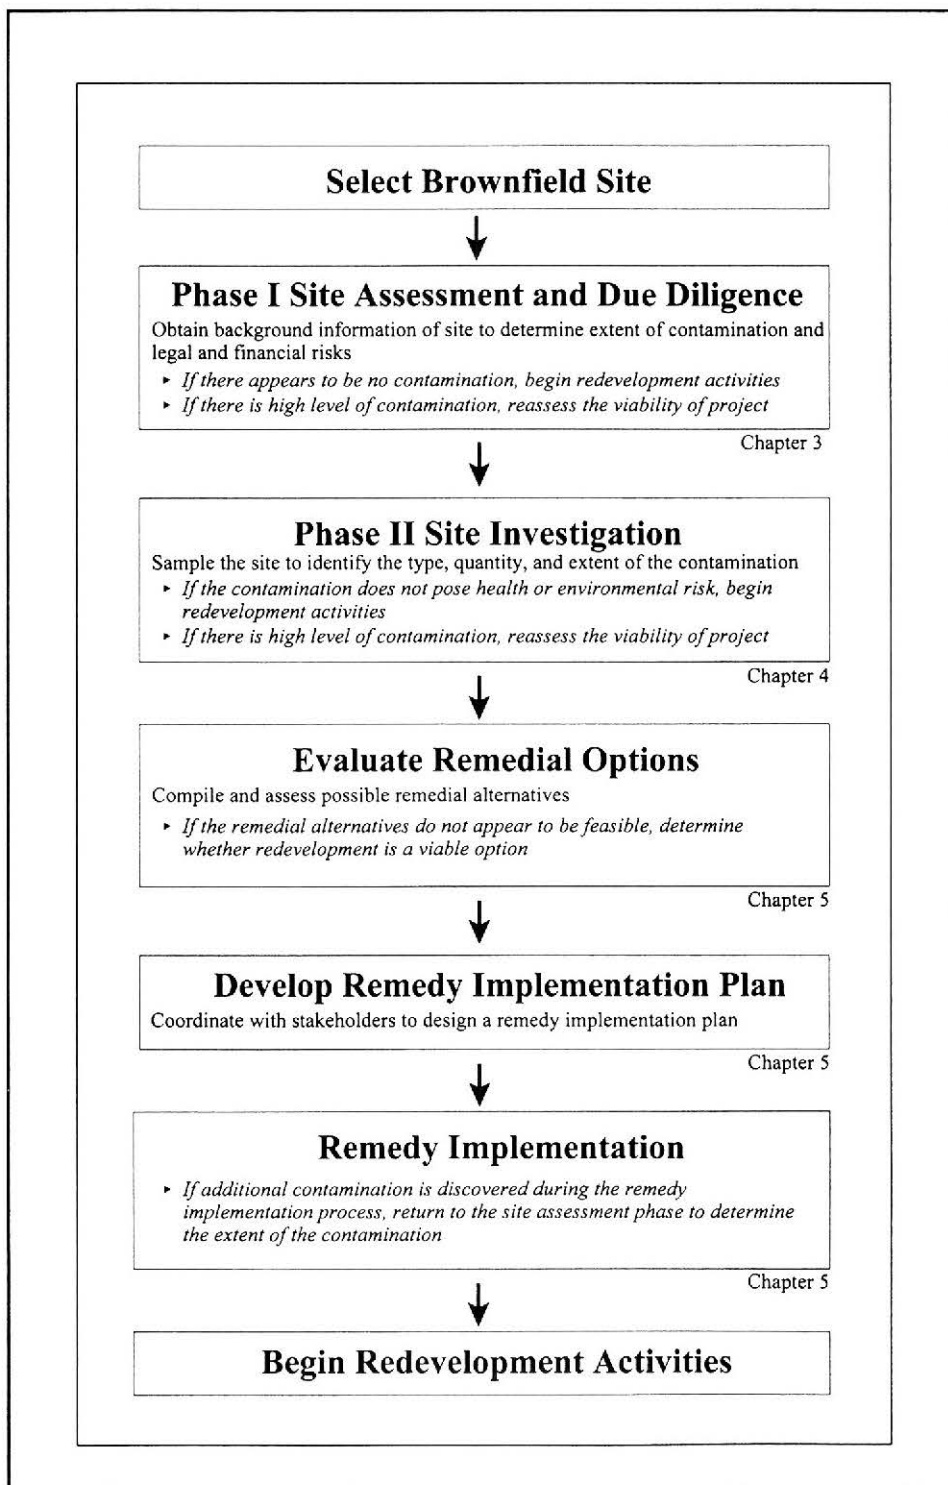 Select Brownfield Site
Phase I Site Assessment and Due Diligence
Obtain background information of site to determine extent of contamination and
legal and financial risks
▸ If there appears to be no contamination, begin redevelopment activities
▸ If there is high level of contamination, reassess the viability of project
Chapter 3
Phase II Site Investigation
Sample the site to identify the type, quantity, and extent of the contamination
▸ If the contamination does not pose health or environmental risk, begin
redevelopment activities
▸ If there is high level of contamination, reassess the viability of project
Chapter 4
Evaluate Remedial Options
Compile and assess possible remedial alternatives
▸ If the remedial alternatives do not appear to be feasible, determine
whether redevelopment is a viable option
Chapter 5
Develop Remedy Implementation Plan
Coordinate with stakeholders to design a remedy implementation plan
Chapter 5
Remedy Implementation
▸ If additional contamination is discovered during the remedy
implementation process, return to the site assessment phase to determine
the extent of the contamination
Chapter 5
Begin Redevelopment Activities